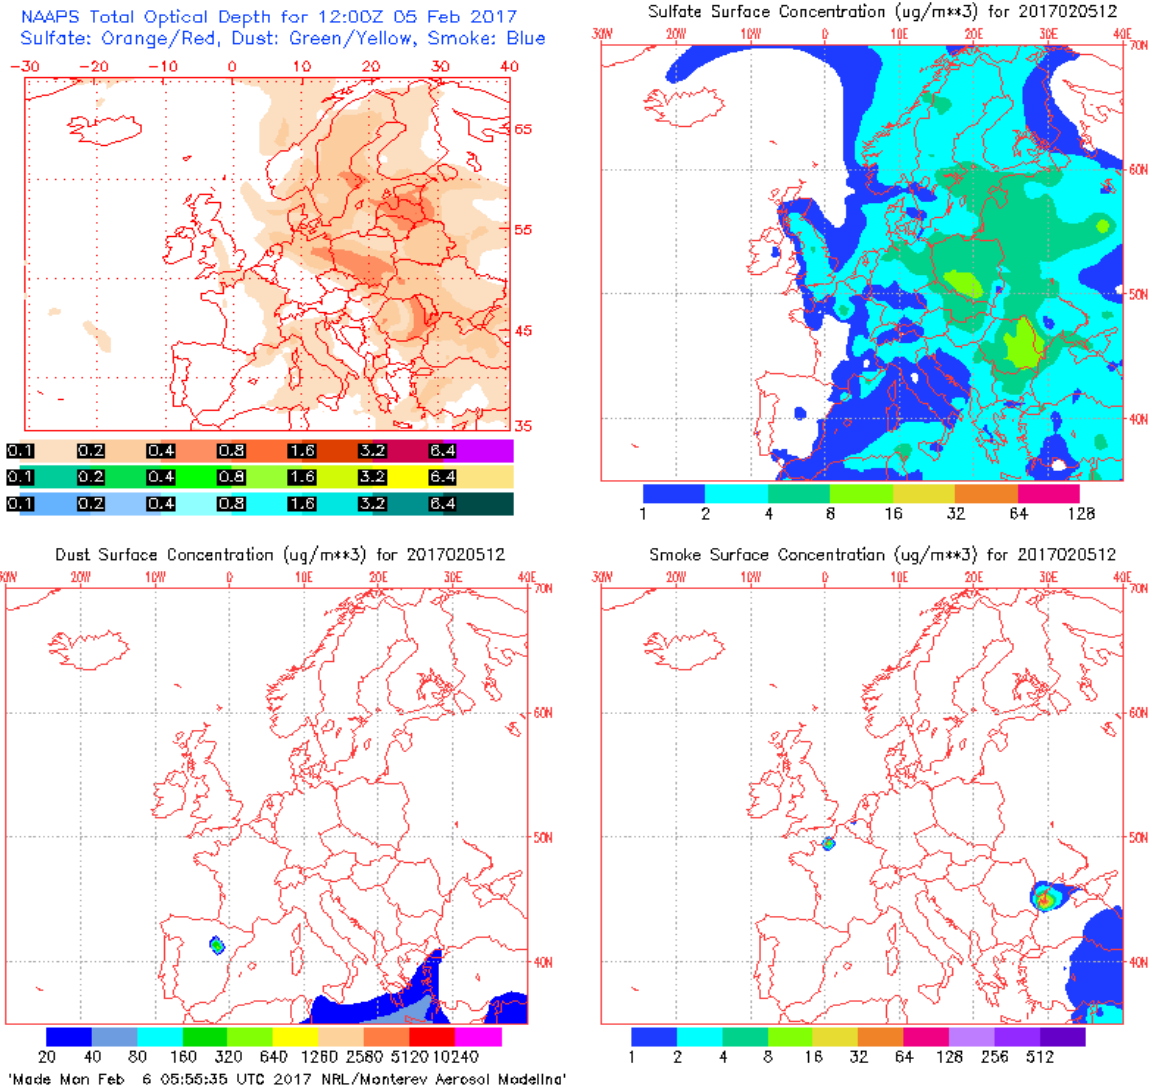 NAAPS Total Optical Depth for 12:00Z 05 Feb 2017
Sulfate: Orange/Red, Dust: Green/Yellow, Smoke: Blue
-30 -20 -10 0 10 20 30 40
65
55
45
35
0.1 0.2 0.4 0.8 1.6 3.2 6.4
0.1 0.2 0.4 0.8 1.6 3.2 6.4
0.1 0.2 0.4 0.8 1.6 3.2 6.4
Sulfate Surface Concentration (ug/m**3) for 2017020512
30W 20W 10W 0 10E 20E 30E 40E
70N
60N
50N
40N
1 2 4 8 16 32 64 128
Dust Surface Concentration (ug/m**3) for 2017020512
30W 20W 10W 0 10E 20E 30E 40E
70N
60N
50N
40N
20 40 80 160 320 640 1260 2580 5120 10240
Smoke Surface Concentration (ug/m**3) for 2017020512
30W 20W 10W 0 10E 20E 30E 40E
70N
60N
50N
40N
1 2 4 8 16 32 64 128 256 512
'Made Mon Feb 6 05:55:35 UTC 2017 NRL/Monterey Aerosol Modeling'